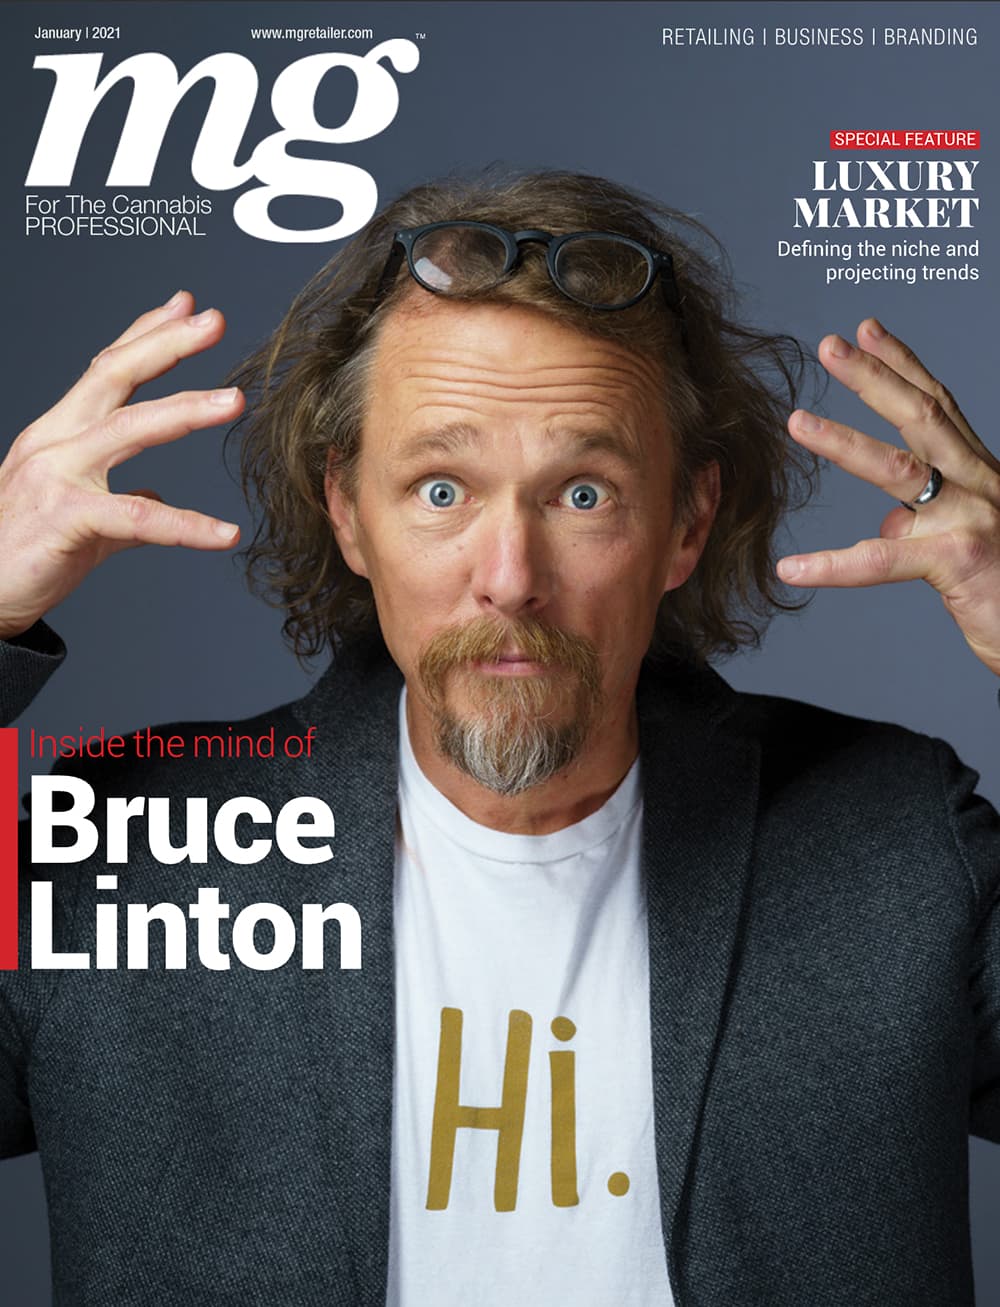 January | 2021
www.mgretailer.com
RETAILING | BUSINESS | BRANDING
mg™
For The Cannabis
PROFESSIONAL
SPECIAL FEATURE
LUXURY
MARKET
Defining the niche and
projecting trends
Inside the mind of
Bruce
Linton
Hi.